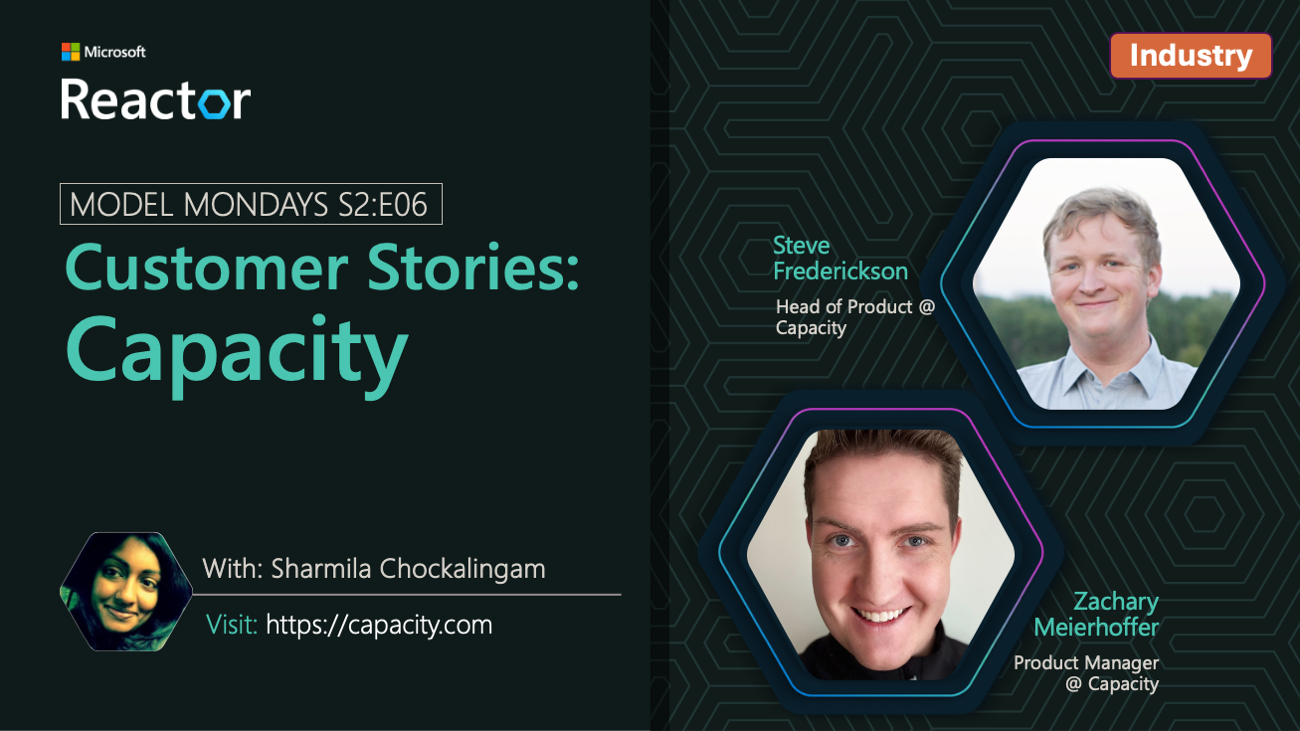 Microsoft
Reactor
Industry
MODEL MONDAYS S2:E06
Customer Stories:
Capacity
Steve
Frederickson
Head of Product @
Capacity
With: Sharmila Chockalingam
Visit: https://capacity.com
Zachary
Meierhoffer
Product Manager
@ Capacity